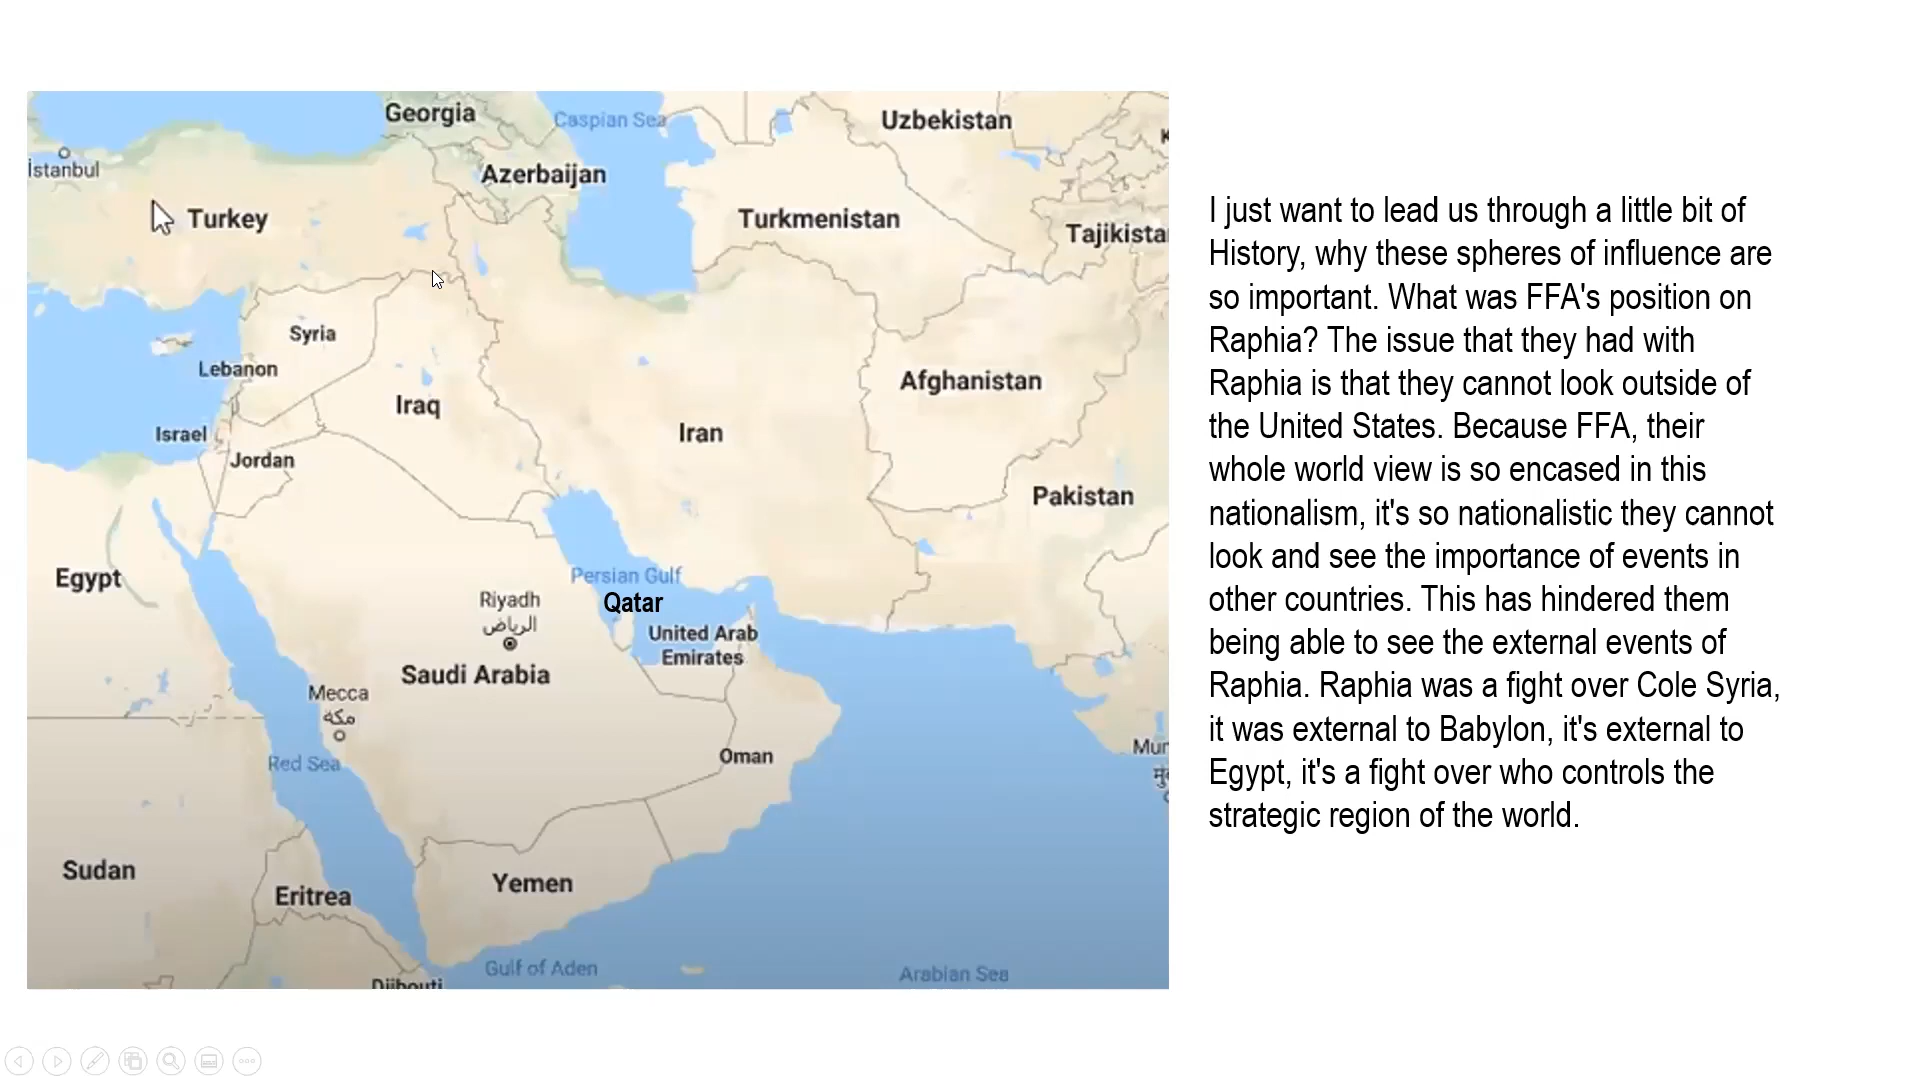 Georgia
Caspian Sea
Uzbekistan
İstanbul
Azerbaijan
Turkey
Turkmenistan
Syria
Lebanon
Iraq
Afghanistan
Israel
Iran
Jordan
Pakistan
Egypt
Persian Gulf
Riyadh
الرياض
Qatar
United Arab
Emirates
Saudi Arabia
Mecca
مكة
Red Sea
Oman
Sudan
Eritrea
Yemen
Gulf of Aden
Arabian Sea
Djibouti
I just want to lead us through a little bit of
History, why these spheres of influence are
so important. What was FFA's position on
Raphia? The issue that they had with
Raphia is that they cannot look outside of
the United States. Because FFA, their
whole world view is so encased in this
nationalism, it's so nationalistic they cannot
look and see the importance of events in
other countries. This has hindered them
being able to see the external events of
Raphia. Raphia was a fight over Cole Syria,
it was external to Babylon, it's external to
Egypt, it's a fight over who controls the
strategic region of the world.